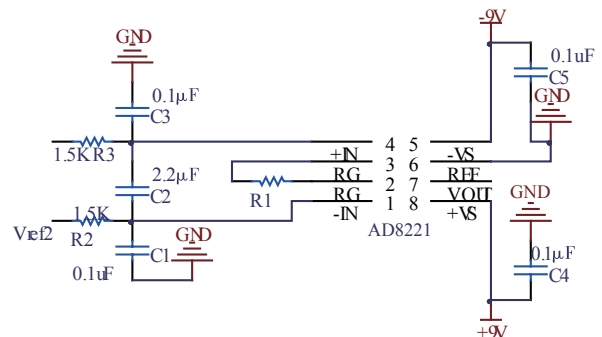 -9V
GND
0.1uF
C5
0.1µF
GND
C3
1.5K R3
4 5
+IN
-VS
3 6
2.2µF
RG
RFF
C2
R1
2 7
GND
RG
VOIT
1.5K
1 8
Vref2
-IN
+VS
R2
GND
AD8221
C1
0.1µF
0.1uF
C4
+9V